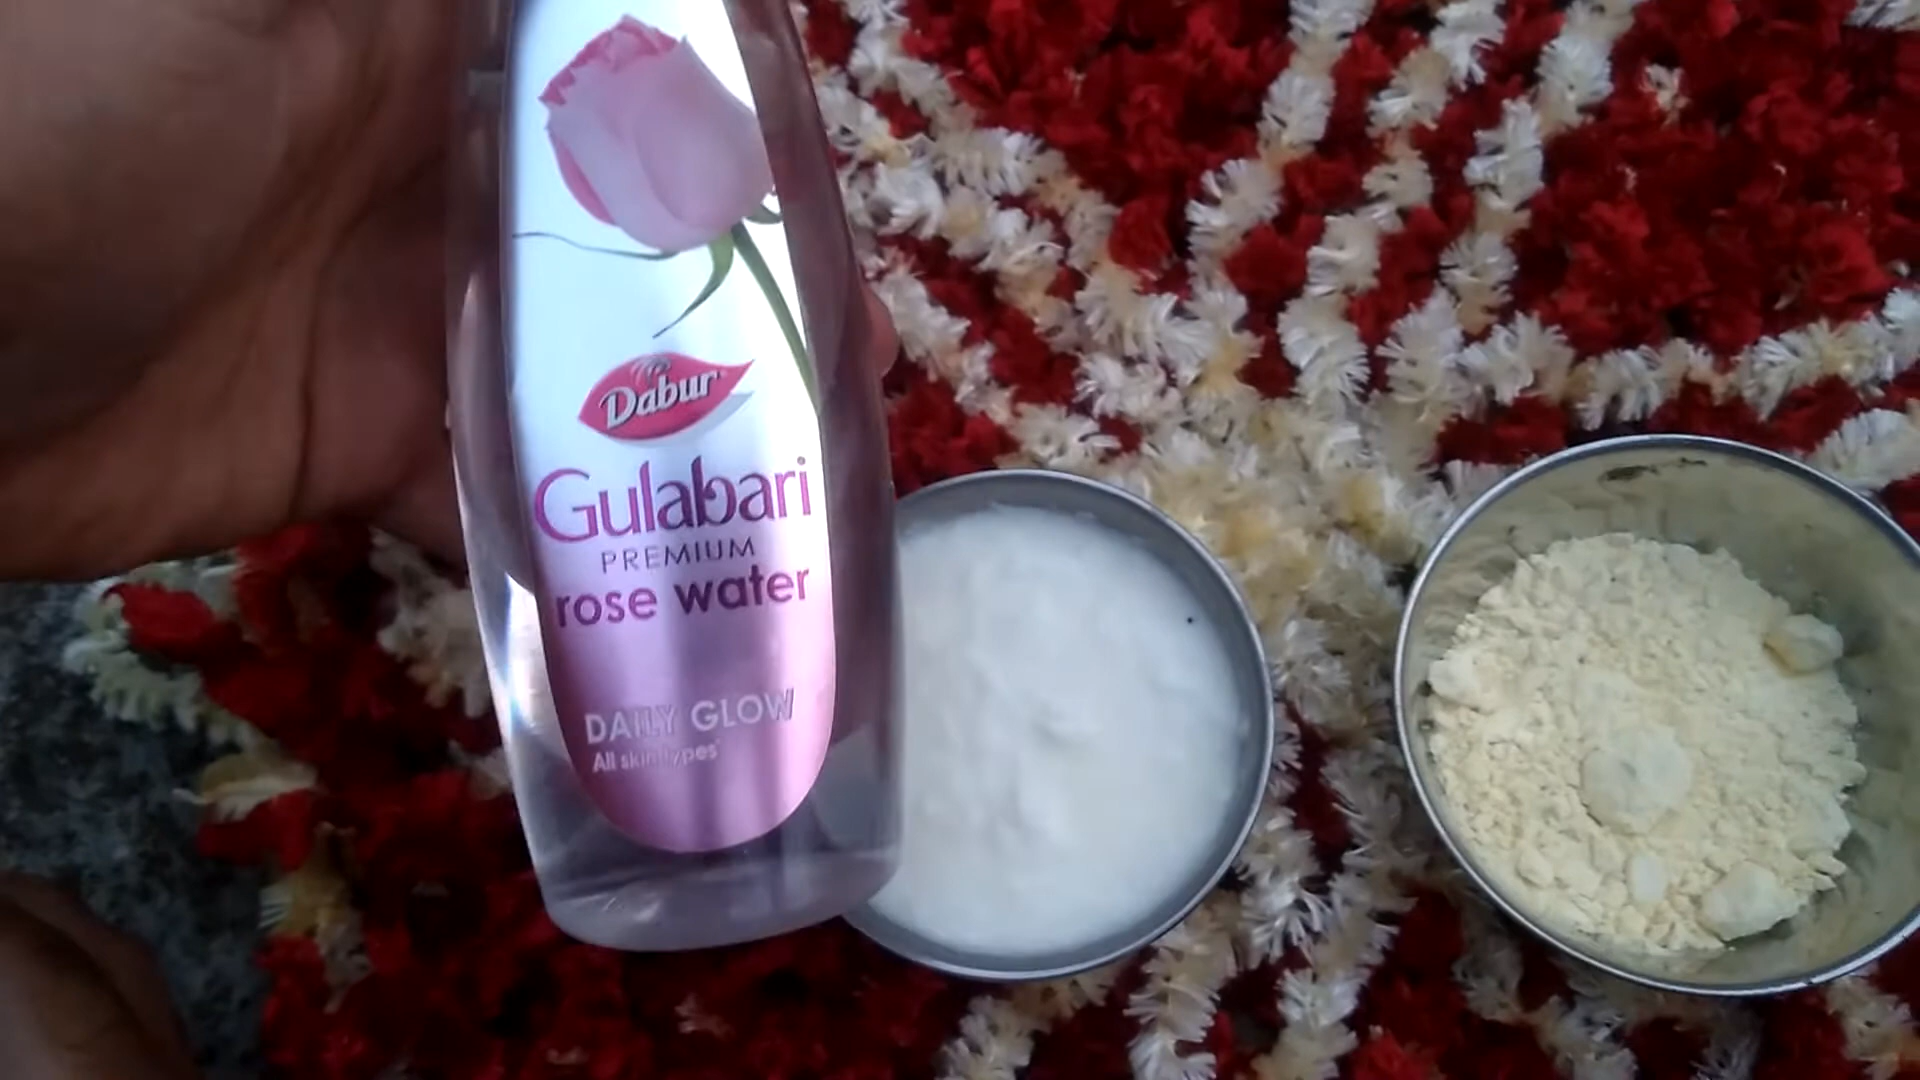 Dabur
Gulabari
PREMIUM
rose water
DAILY GLOW
All skin types*